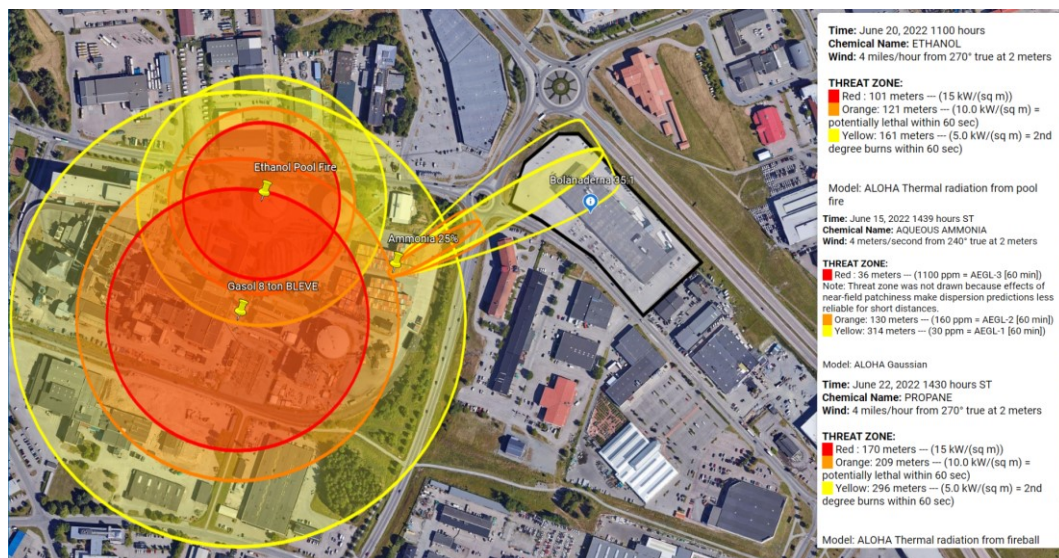 Ethanol Pool Fire
Ammonia 25%
Gasol 8 ton BLEVE
Bolänaderna 35:1
Time: June 20, 2022 1100 hours
Chemical Name: ETHANOL
Wind: 4 miles/hour from 270° true at 2 meters
THREAT ZONE:
Red : 101 meters --- (15 kW/(sq m))
Orange: 121 meters --- (10.0 kW/(sq m) =
potentially lethal within 60 sec)
Yellow: 161 meters --- (5.0 kW/(sq m) = 2nd
degree burns within 60 sec)
Model: ALOHA Thermal radiation from pool
fire
Time: June 15, 2022 1439 hours ST
Chemical Name: AQUEOUS AMMONIA
Wind: 4 meters/second from 240° true at 2 meters
THREAT ZONE:
Red : 36 meters --- (1100 ppm = AEGL-3 [60 min])
Note: Threat zone was not drawn because effects of
near-field patchiness make dispersion predictions less
reliable for short distances.
Orange: 130 meters --- (160 ppm = AEGL-2 [60 min])
Yellow: 314 meters --- (30 ppm = AEGL-1 [60 min])
Model: ALOHA Gaussian
Time: June 22, 2022 1430 hours ST
Chemical Name: PROPANE
Wind: 4 miles/hour from 270° true at 2 meters
THREAT ZONE:
Red : 170 meters --- (15 kW/(sq m))
Orange: 209 meters --- (10.0 kW/(sq m) =
potentially lethal within 60 sec)
Yellow: 296 meters --- (5.0 kW/(sq m) = 2nd
degree burns within 60 sec)
Model: ALOHA Thermal radiation from fireball